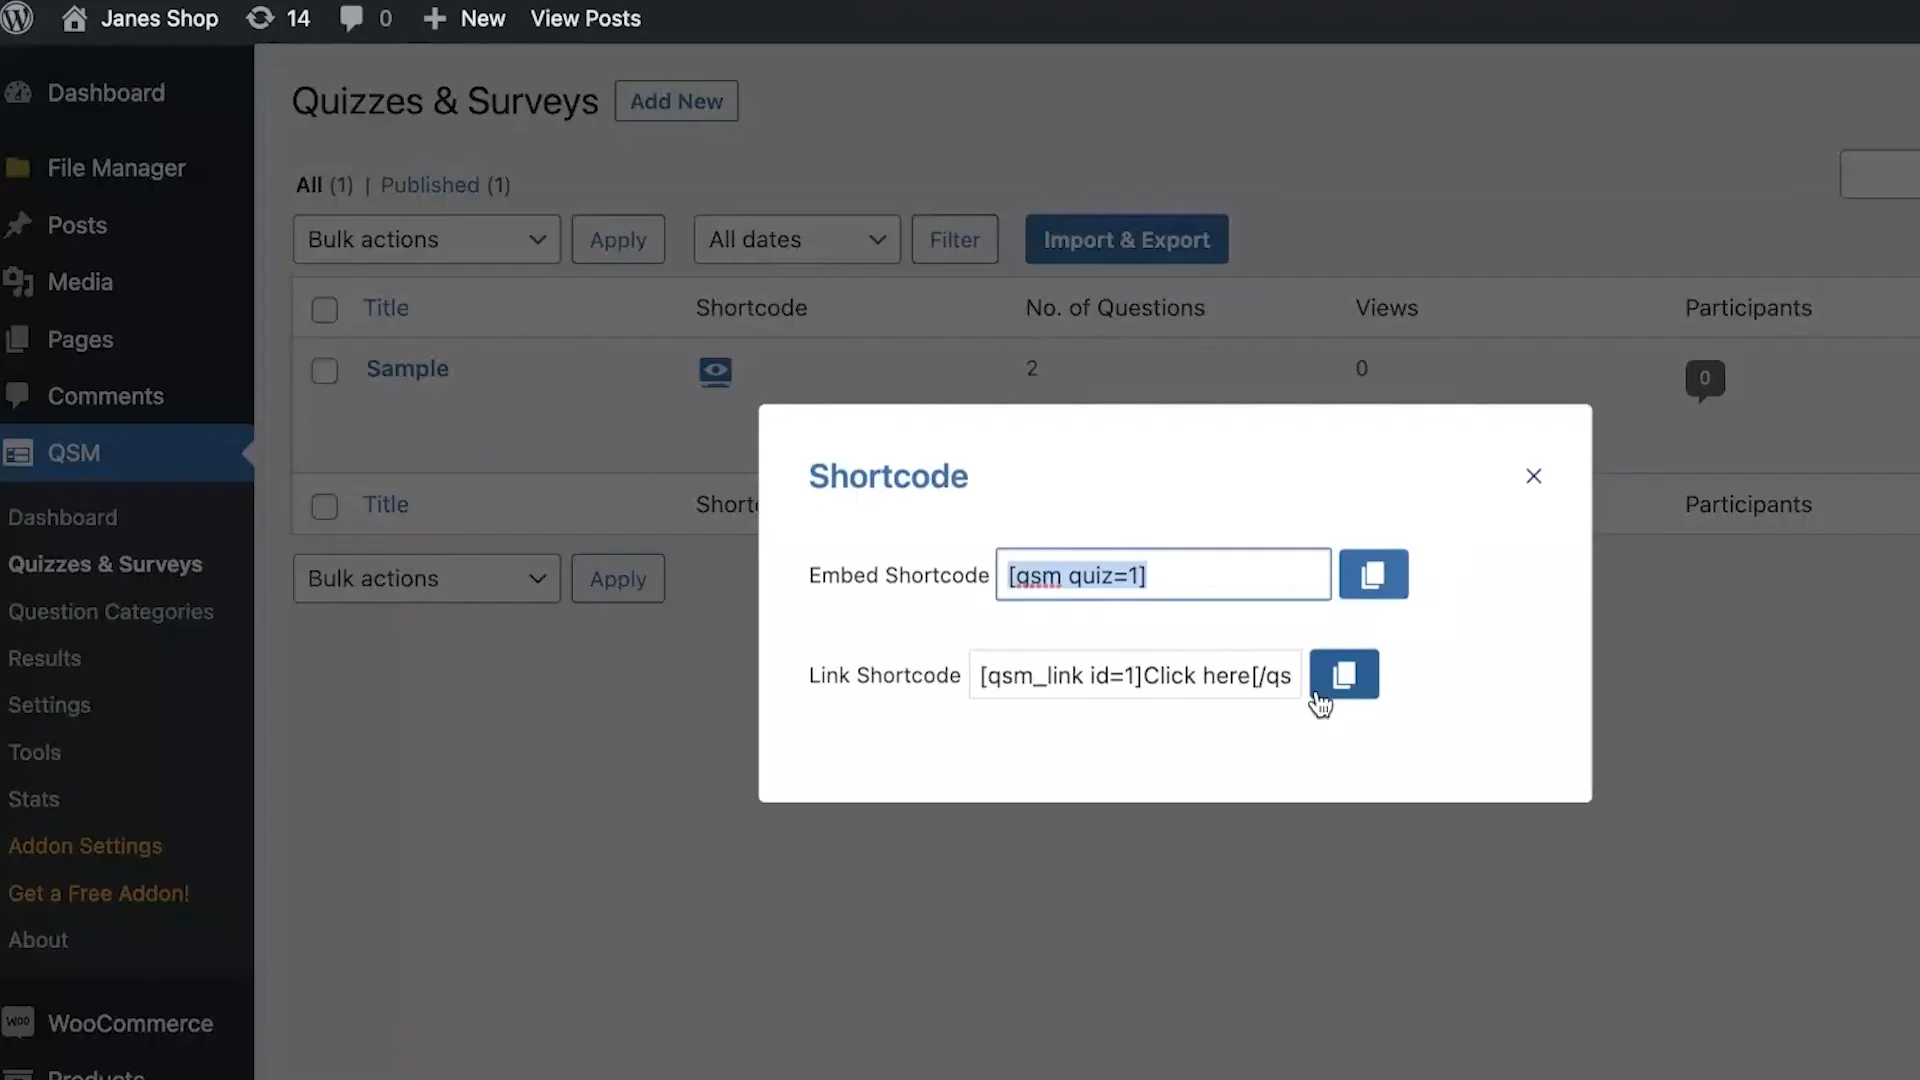 Janes Shop 14 0 New View Posts
Dashboard
File Manager
Posts
Media
Pages
Comments
QSM
Dashboard
Quizzes & Surveys
Question Categories
Results
Settings
Tools
Stats
Addon Settings
Get a Free Addon!
About
woo WooCommerce
Products
Quizzes & Surveys Add New
All (1) | Published (1)
Bulk actions Apply All dates Filter Import & Export
Title Shortcode No. of Questions Views Participants
Sample 2 0 0
Title Participants
Bulk actions Apply
Shortcode
Embed Shortcode [qsm quiz=1]
Link Shortcode [qsm_link id=1]Click here[/qs